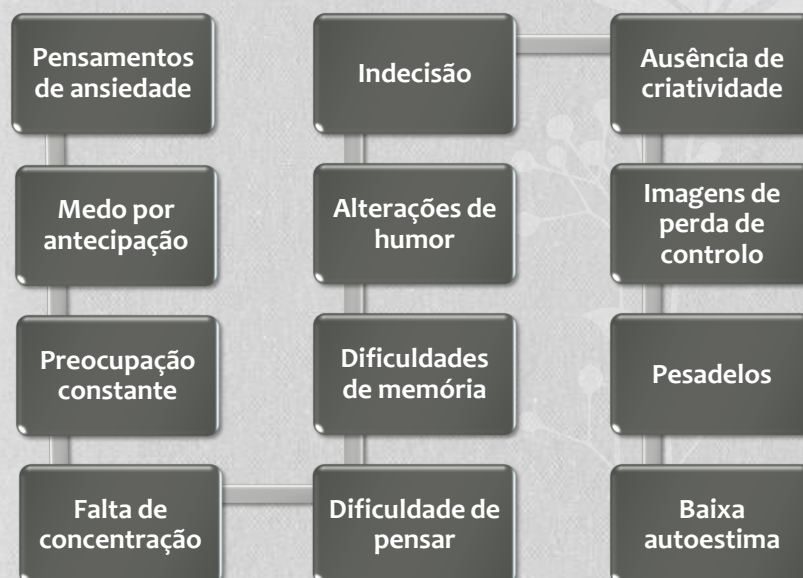 Pensamentos
de ansiedade
Medo por
antecipação
Preocupação
constante
Falta de
concentração
Dificuldade de
pensar
Dificuldades
de memória
Alterações de
humor
Indecisão
Ausência de
criatividade
Imagens de
perda de
controlo
Pesadelos
Baixa
autoestima